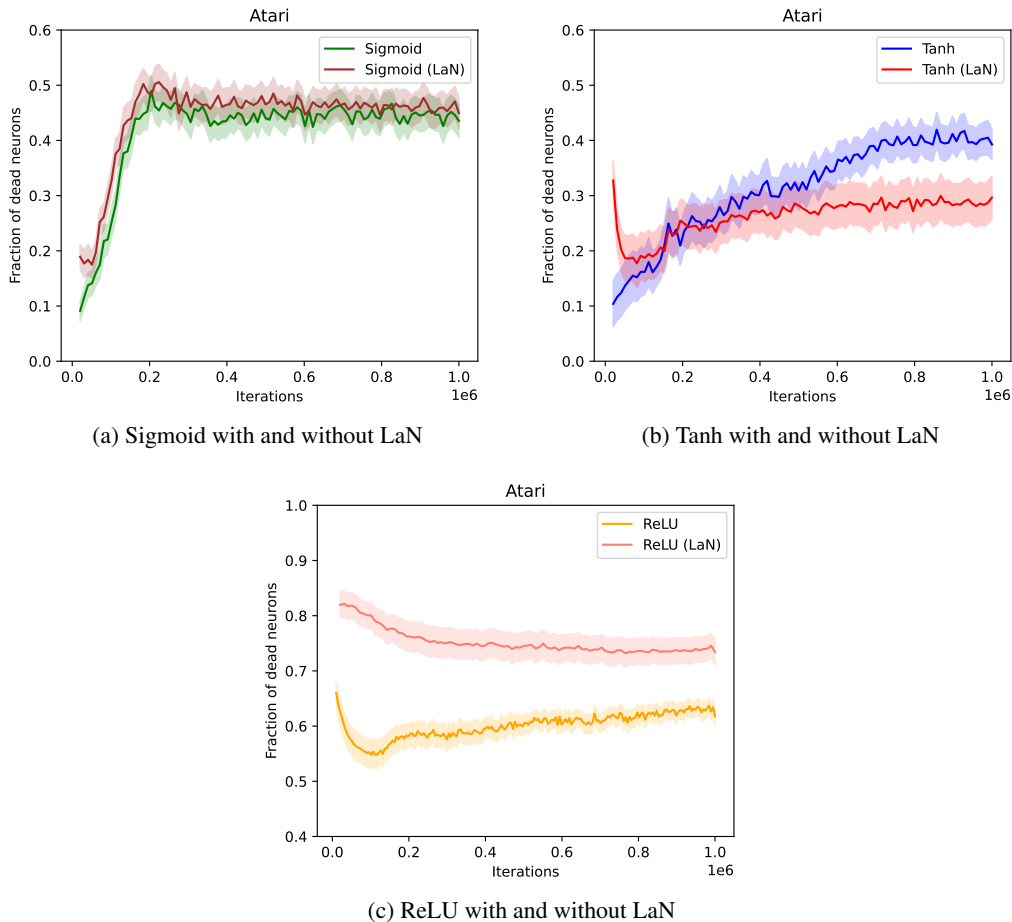 Atari
Fraction of dead neurons
0.6
0.5
0.4
0.3
0.2
0.1
0.0
Sigmoid
Sigmoid (LaN)
0.0 0.2 0.4 0.6 0.8 1.0
Iterations
1e6
(a) Sigmoid with and without LaN
Atari
Fraction of dead neurons
0.6
0.5
0.4
0.3
0.2
0.1
0.0
Tanh
Tanh (LaN)
0.0 0.2 0.4 0.6 0.8 1.0
Iterations
1e6
(b) Tanh with and without LaN
Atari
Fraction of dead neurons
1.0
0.9
0.8
0.7
0.6
0.5
0.4
ReLU
ReLU (LaN)
0.0 0.2 0.4 0.6 0.8 1.0
Iterations
1e6
(c) ReLU with and without LaN